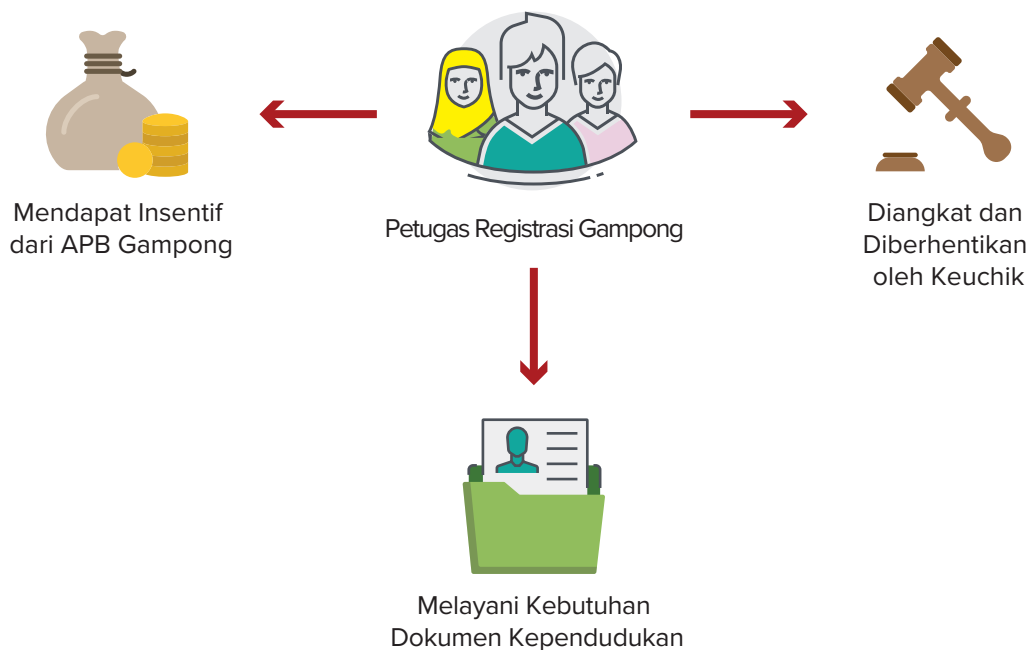 Mendapat Insentif
dari APB Gampong
Petugas Registrasi Gampong
Diangkat dan
Diberhentikan
oleh Keuchik
Melayani Kebutuhan
Dokumen Kependudukan